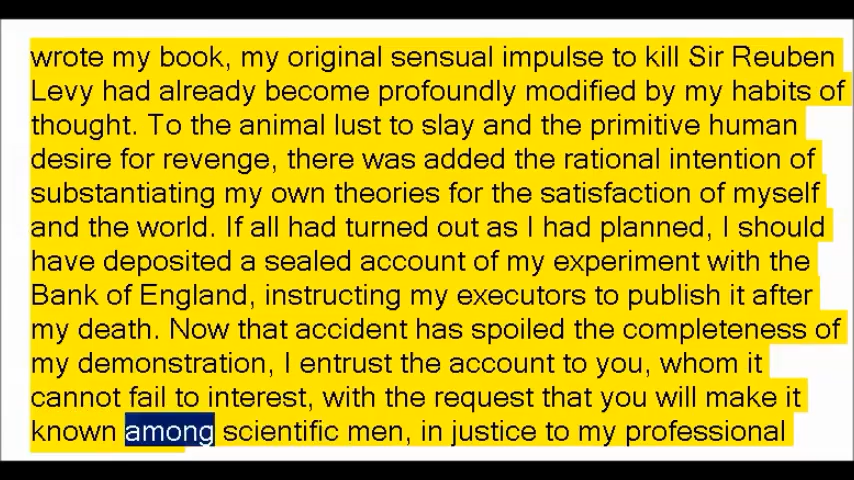 wrote my book, my original sensual impulse to kill Sir Reuben
Levy had already become profoundly modified by my habits of
thought. To the animal lust to slay and the primitive human
desire for revenge, there was added the rational intention of
substantiating my own theories for the satisfaction of myself
and the world. If all had turned out as I had planned, I should
have deposited a sealed account of my experiment with the
Bank of England, instructing my executors to publish it after
my death. Now that accident has spoiled the completeness of
my demonstration, I entrust the account to you, whom it
cannot fail to interest, with the request that you will make it
known among scientific men, in justice to my professional